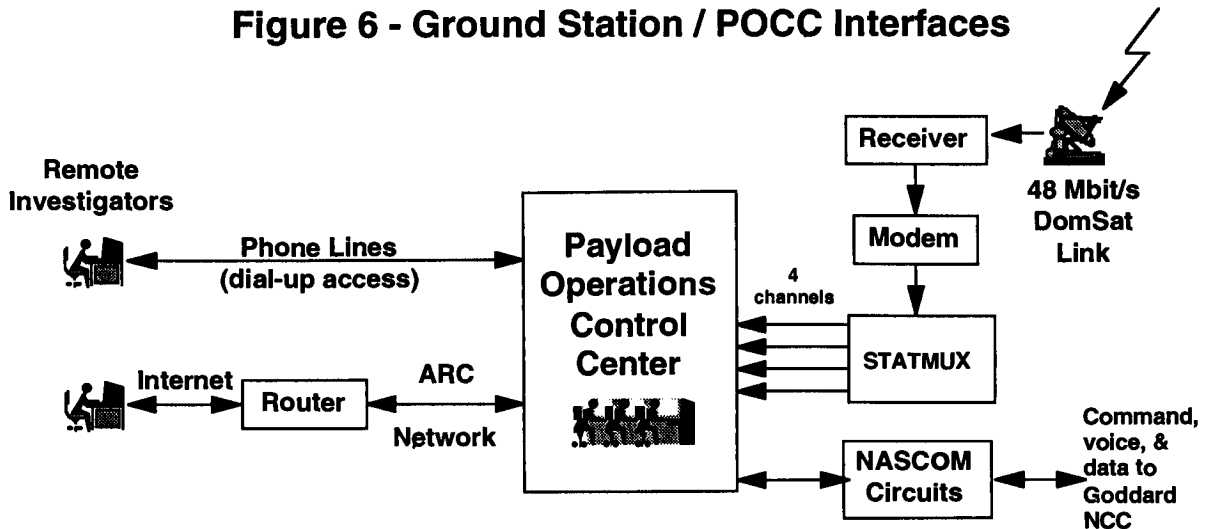 Figure 6 - Ground Station / POCC Interfaces
Remote
Investigators
Phone Lines
(dial-up access)
Internet
Router
ARC
Network
Payload
Operations
Control
Center
Receiver
48 Mbit/s
DomSat
Link
Modem
4
channels
STATMUX
NASCOM
Circuits
Command,
voice, &
data to
Goddard
NCC